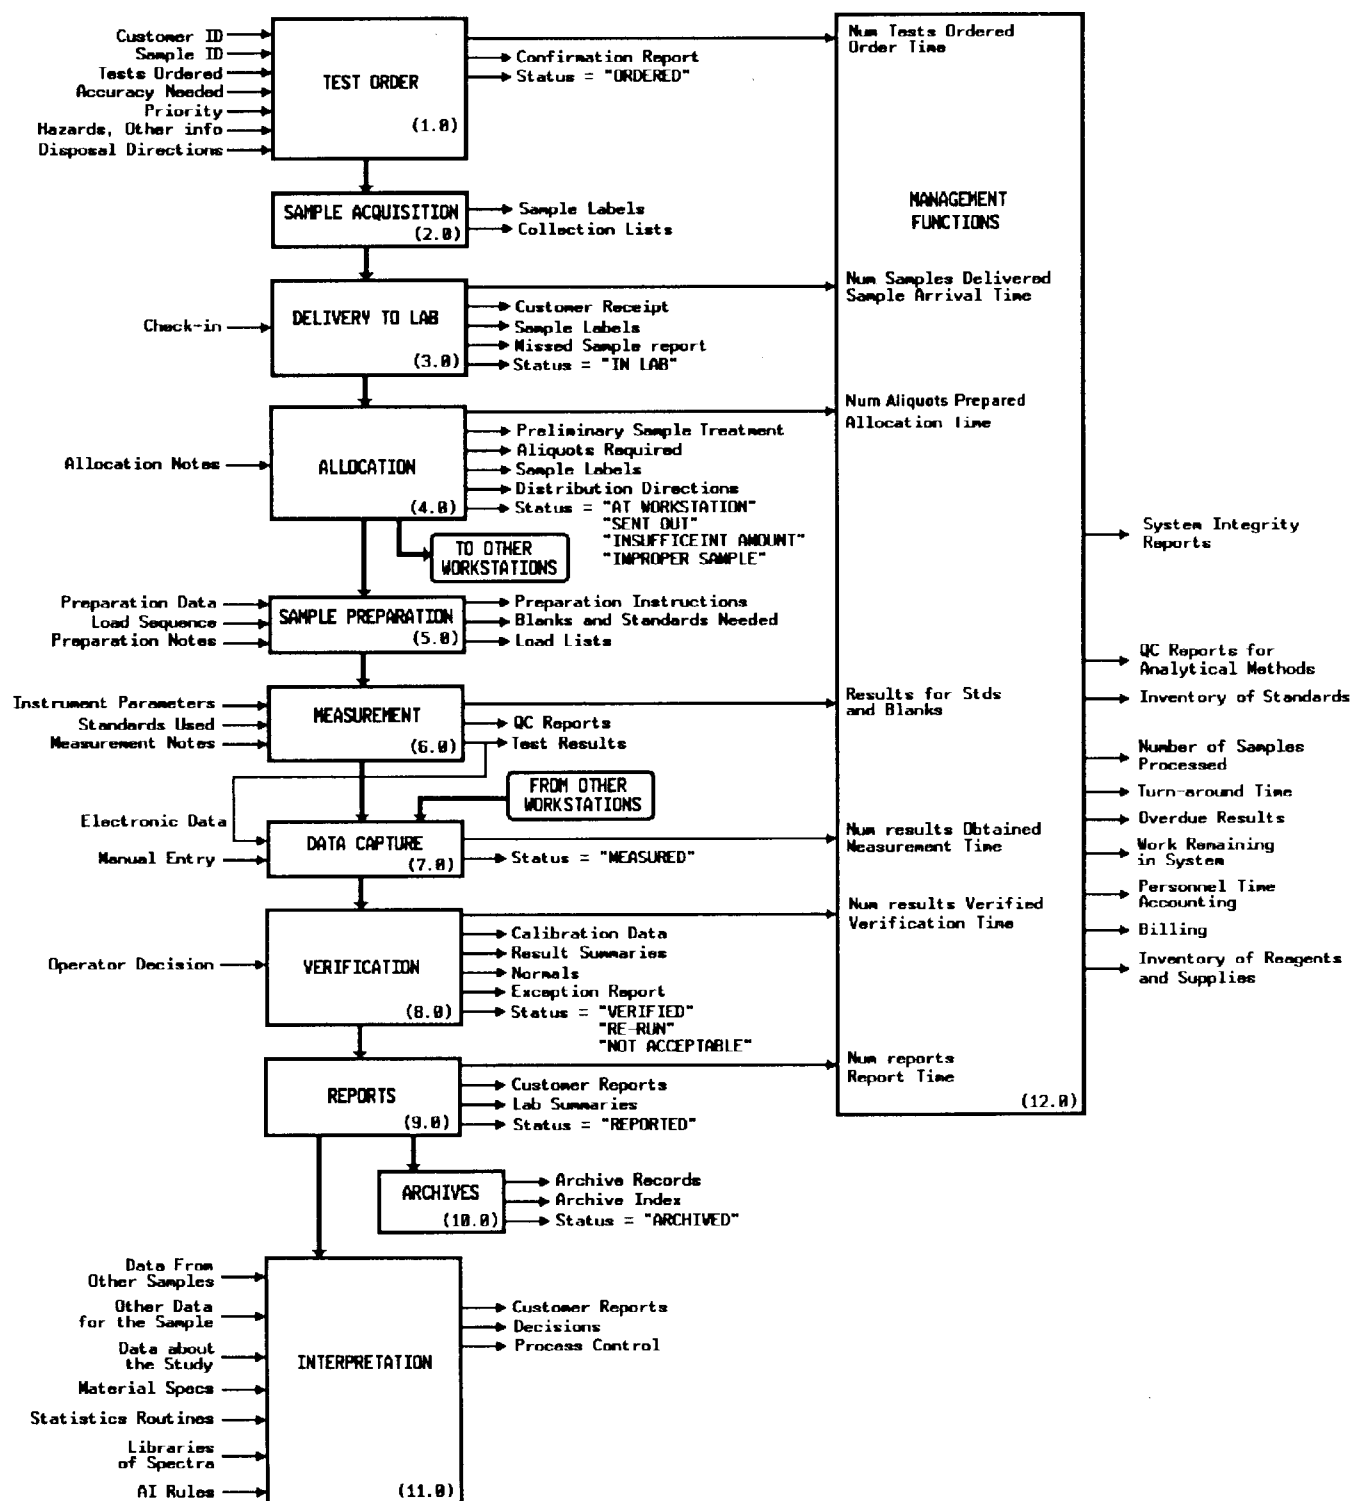 Customer ID
Sample ID
Tests Ordered
Accuracy Needed
Priority
Hazards, Other info
Disposal Directions
TEST ORDER
(1.0)
Confirmation Report
Status = "ORDERED"
Num Tests Ordered
Order Time
SAMPLE ACQUISITION
(2.0)
Sample Labels
Collection Lists
MANAGEMENT
FUNCTIONS
Check-in
DELIVERY TO LAB
(3.0)
Customer Receipt
Sample Labels
Missed Sample report
Status = "IN LAB"
Num Samples Delivered
Sample Arrival Time
Allocation Notes
ALLOCATION
(4.0)
Preliminary Sample Treatment
Aliquots Required
Sample Labels
Distribution Directions
Status = "AT WORKSTATION"
"SENT OUT"
"INSUFFICEINT AMOUNT"
"IMPROPER SAMPLE"
Num Aliquots Prepared
Allocation Time
TO OTHER
WORKSTATIONS
Preparation Data
Load Sequence
Preparation Notes
SAMPLE PREPARATION
(5.0)
Preparation Instructions
Blanks and Standards Needed
Load Lists
Instrument Parameters
Standards Used
Measurement Notes
MEASUREMENT
(6.0)
QC Reports
Test Results
Results for Stds
and Blanks
FROM OTHER
WORKSTATIONS
Electronic Data
Manual Entry
DATA CAPTURE
(7.0)
Status = "MEASURED"
Num results Obtained
Measurement Time
Operator Decision
VERIFICATION
(8.0)
Calibration Data
Result Summaries
Normals
Exception Report
Status = "VERIFIED"
"RE-RUN"
"NOT ACCEPTABLE"
Num results Verified
Verification Time
REPORTS
(9.0)
Customer Reports
Lab Summaries
Status = "REPORTED"
Num reports
Report Time
(12.0)
System Integrity
Reports
QC Reports for
Analytical Methods
Inventory of Standards
Number of Samples
Processed
Turn-around Time
Overdue Results
Work Remaining
in System
Personnel Time
Accounting
Billing
Inventory of Reagents
and Supplies
ARCHIVES
(10.0)
Archive Records
Archive Index
Status = "ARCHIVED"
Data From
Other Samples
Other Data
for the Sample
Data about
the Study
Material Specs
Statistics Routines
Libraries
of Spectra
AI Rules
INTERPRETATION
(11.0)
Customer Reports
Decisions
Process Control